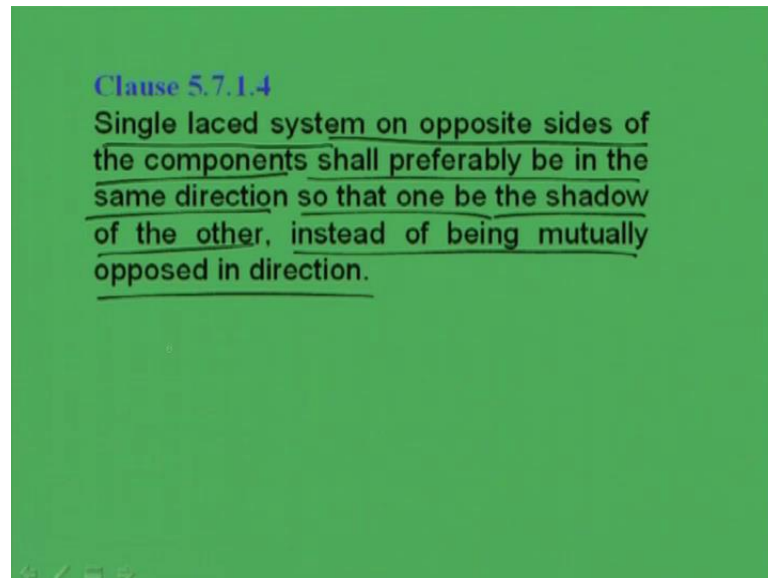 Clause 5.7.1.4
Single laced system on opposite sides of
the components shall preferably be in the
same direction so that one be the shadow
of the other, instead of being mutually
opposed in direction.